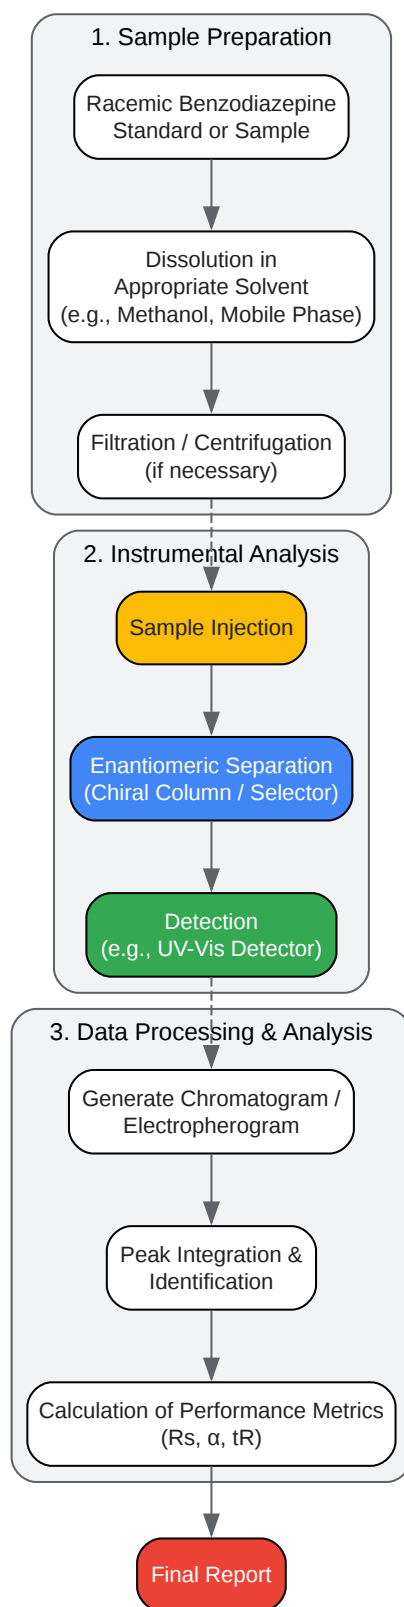 1. Sample Preparation
Racemic Benzodiazepine
Standard or Sample
Dissolution in
Appropriate Solvent
(e.g., Methanol, Mobile Phase)
Filtration / Centrifugation
(if necessary)
2. Instrumental Analysis
Sample Injection
Enantiomeric Separation
(Chiral Column / Selector)
Detection
(e.g., UV-Vis Detector)
3. Data Processing & Analysis
Generate Chromatogram /
Electropherogram
Peak Integration &
Identification
Calculation of Performance Metrics
(Rs, α, tR)
Final Report